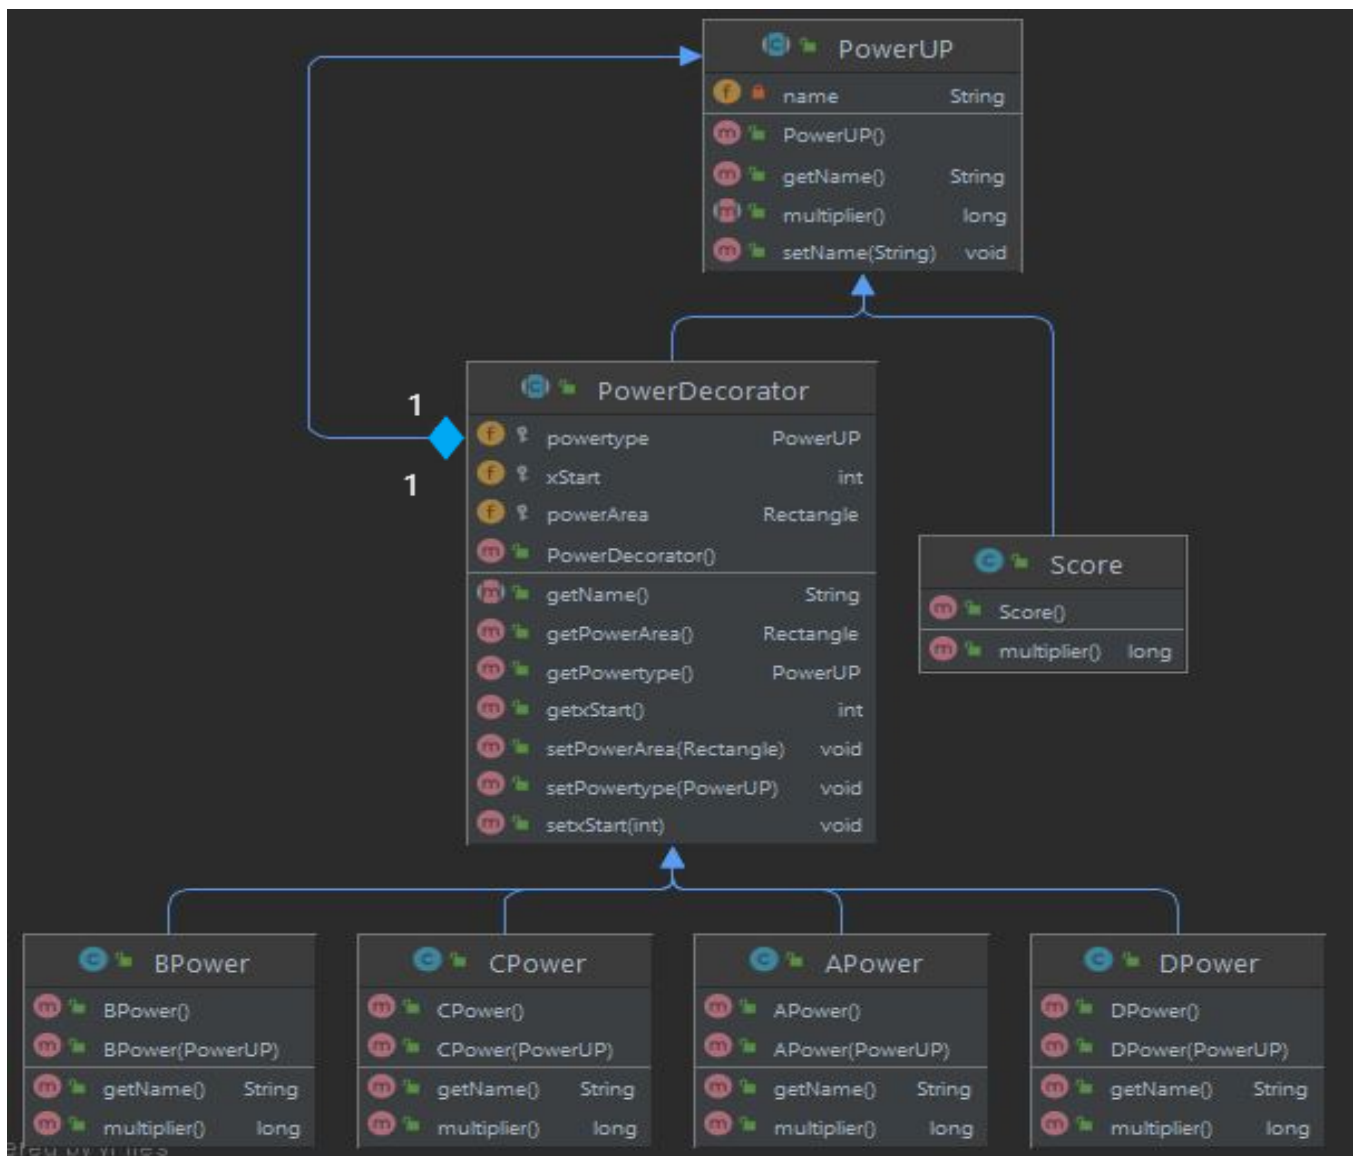 PowerUP
name String
PowerUP()
getName() String
multiplier() long
setName(String) void
1
1
PowerDecorator
powertype PowerUP
xStart int
powerArea Rectangle
PowerDecorator()
getName() String
getPowerArea() Rectangle
getPowertype() PowerUP
getxStart() int
setPowerArea(Rectangle) void
setPowertype(PowerUP) void
setxStart(int) void
Score
Score()
multiplier() long
BPower
BPower()
BPower(PowerUP)
getName() String
multiplier() long
CPower
CPower()
CPower(PowerUP)
getName() String
multiplier() long
APower
APower()
APower(PowerUP)
getName() String
multiplier() long
DPower
DPower()
DPower(PowerUP)
getName() String
multiplier() long